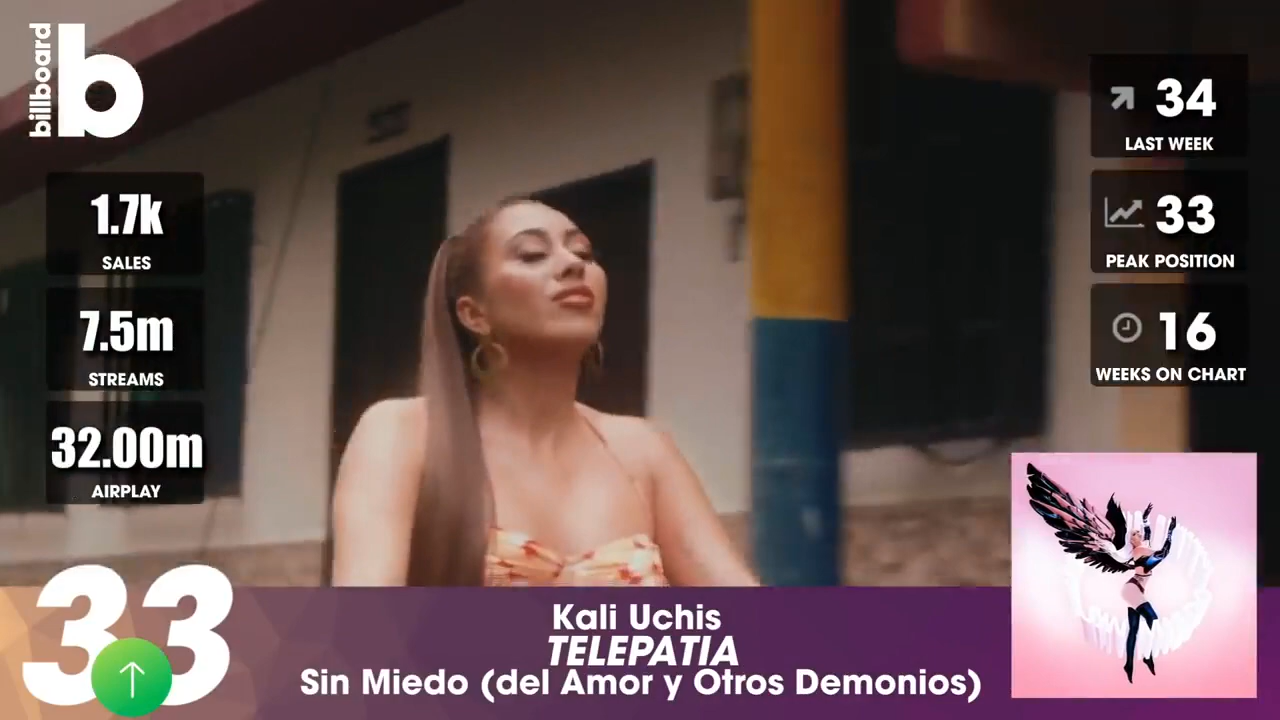 billboard
b
1.7k
SALES
7.5m
STREAMS
32.00m
AIRPLAY
34
LAST WEEK
33
PEAK POSITION
16
WEEKS ON CHART
33
Kali Uchis
TELEPATIA
Sin Miedo (del Amor y Otros Demonios)